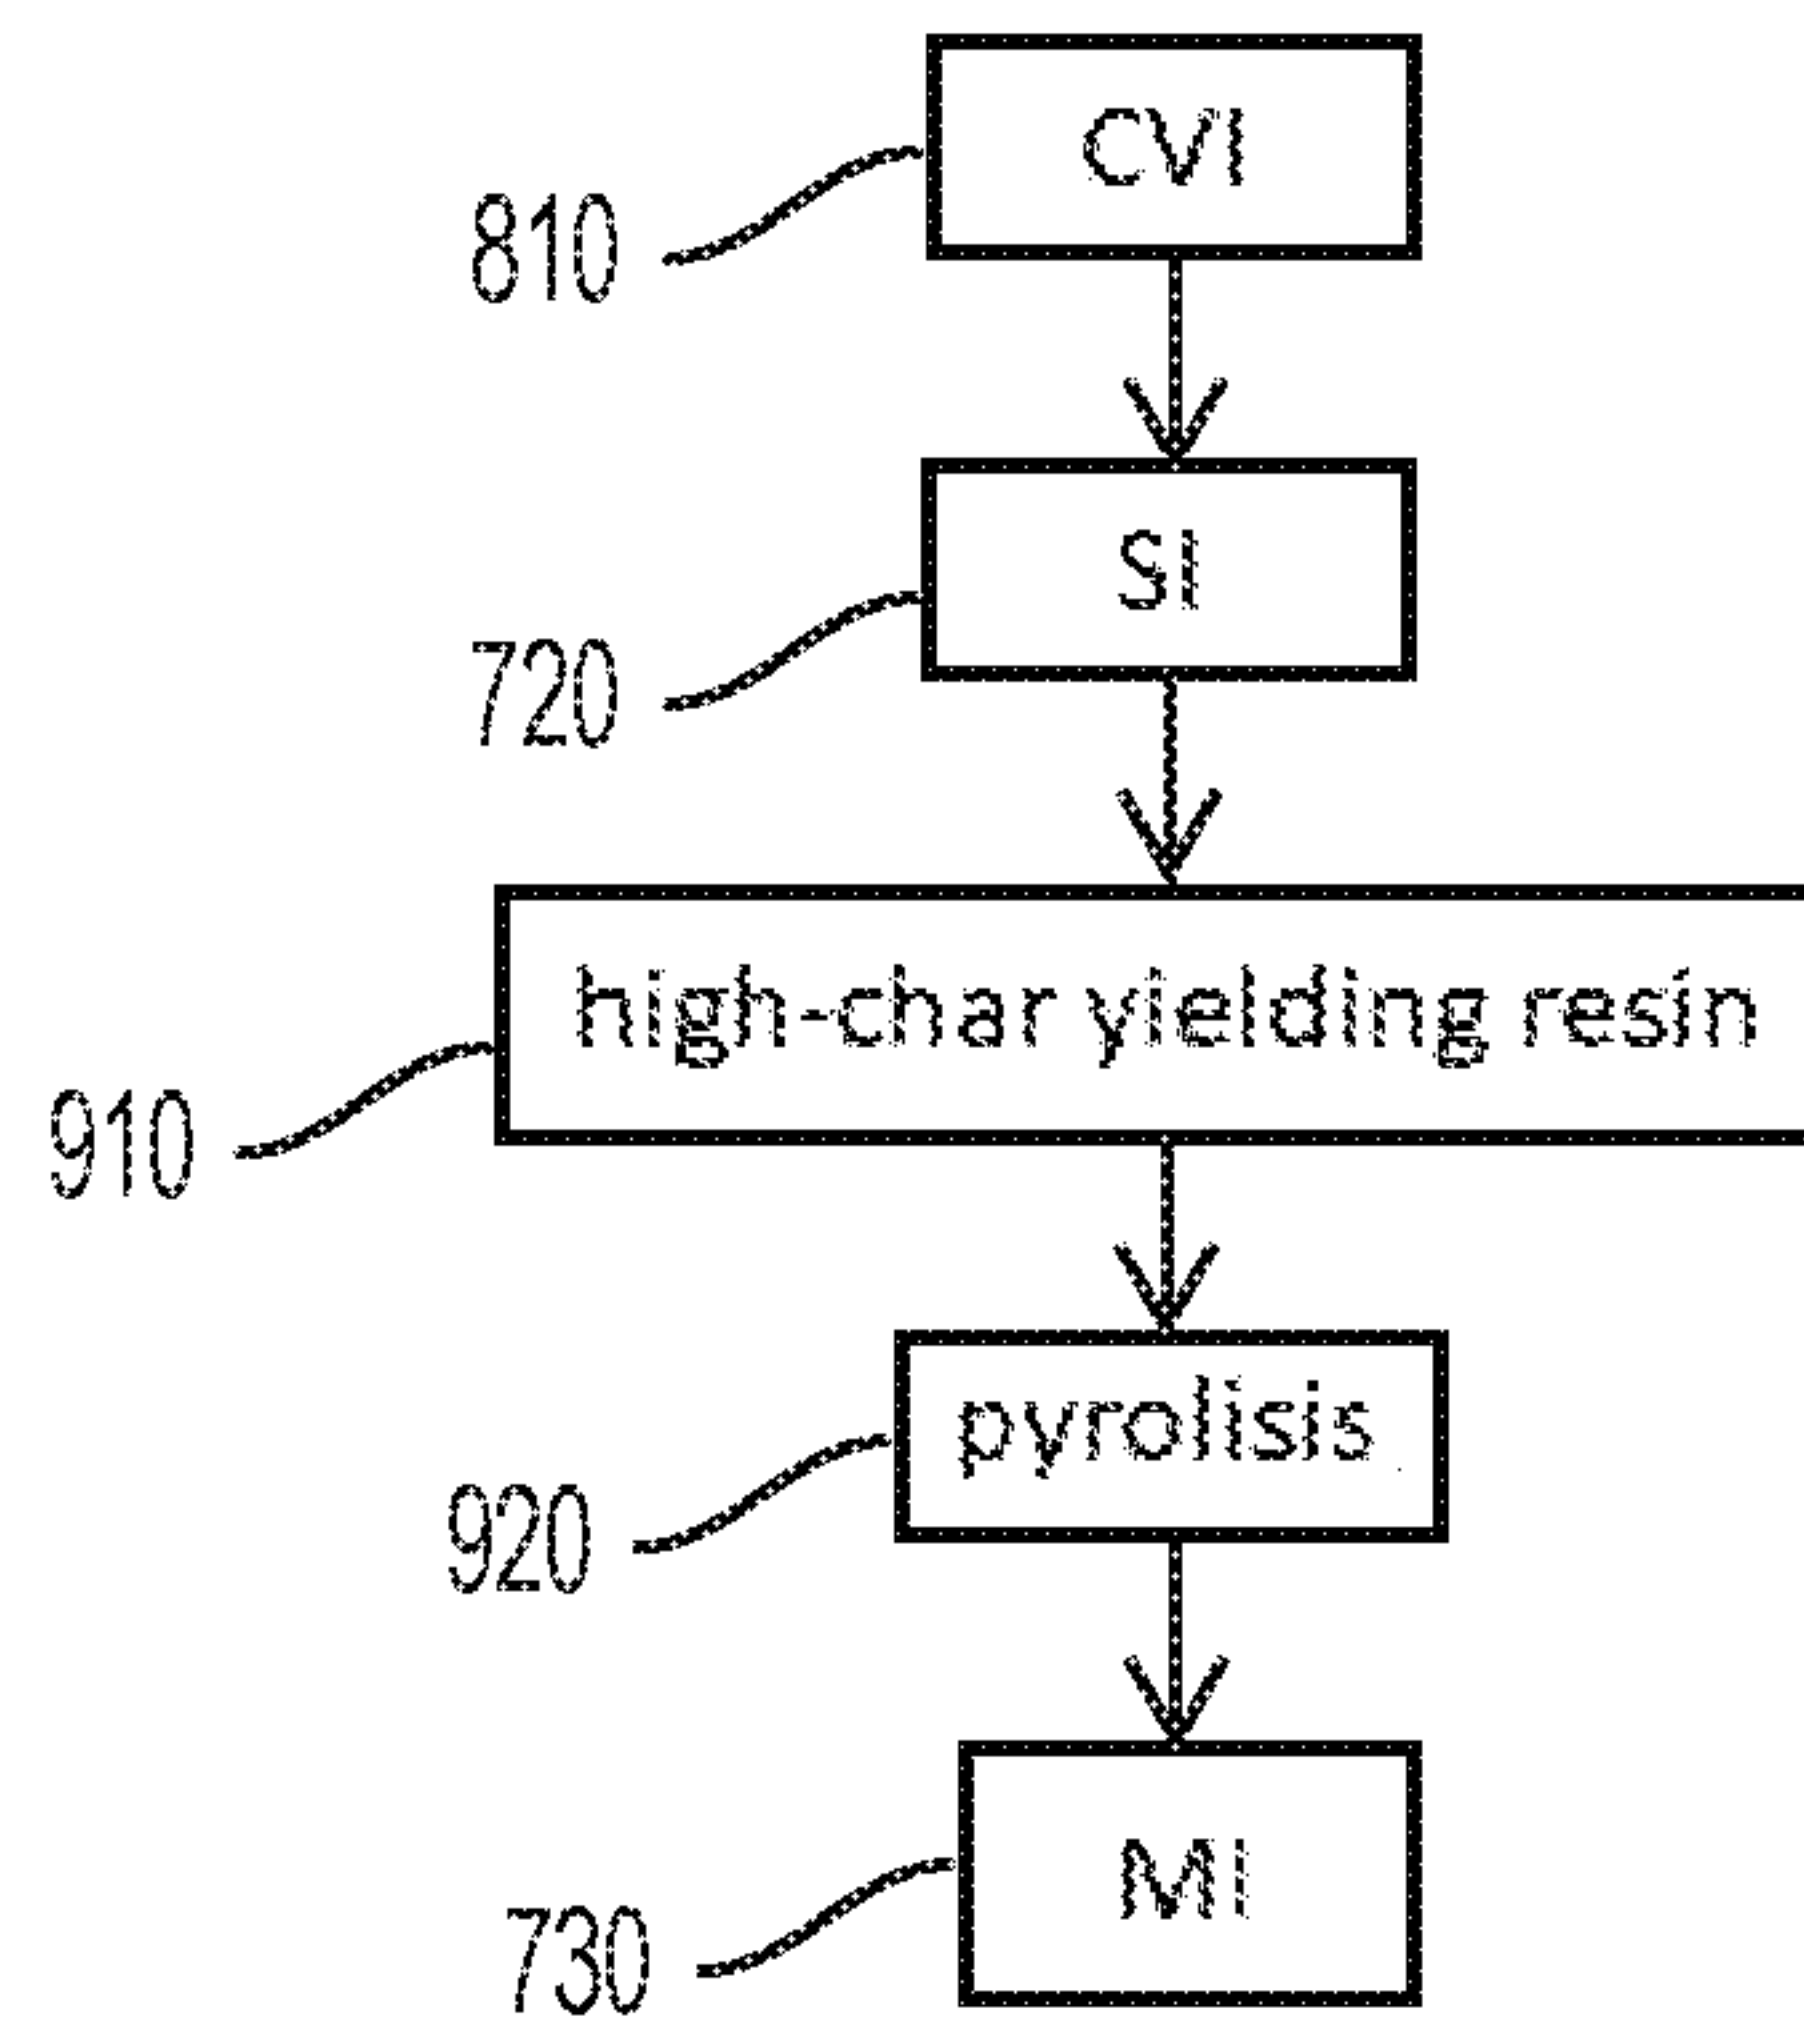 CVI
810
SI
720
high-char yielding resin
910
pyrolisis
920
MI
730